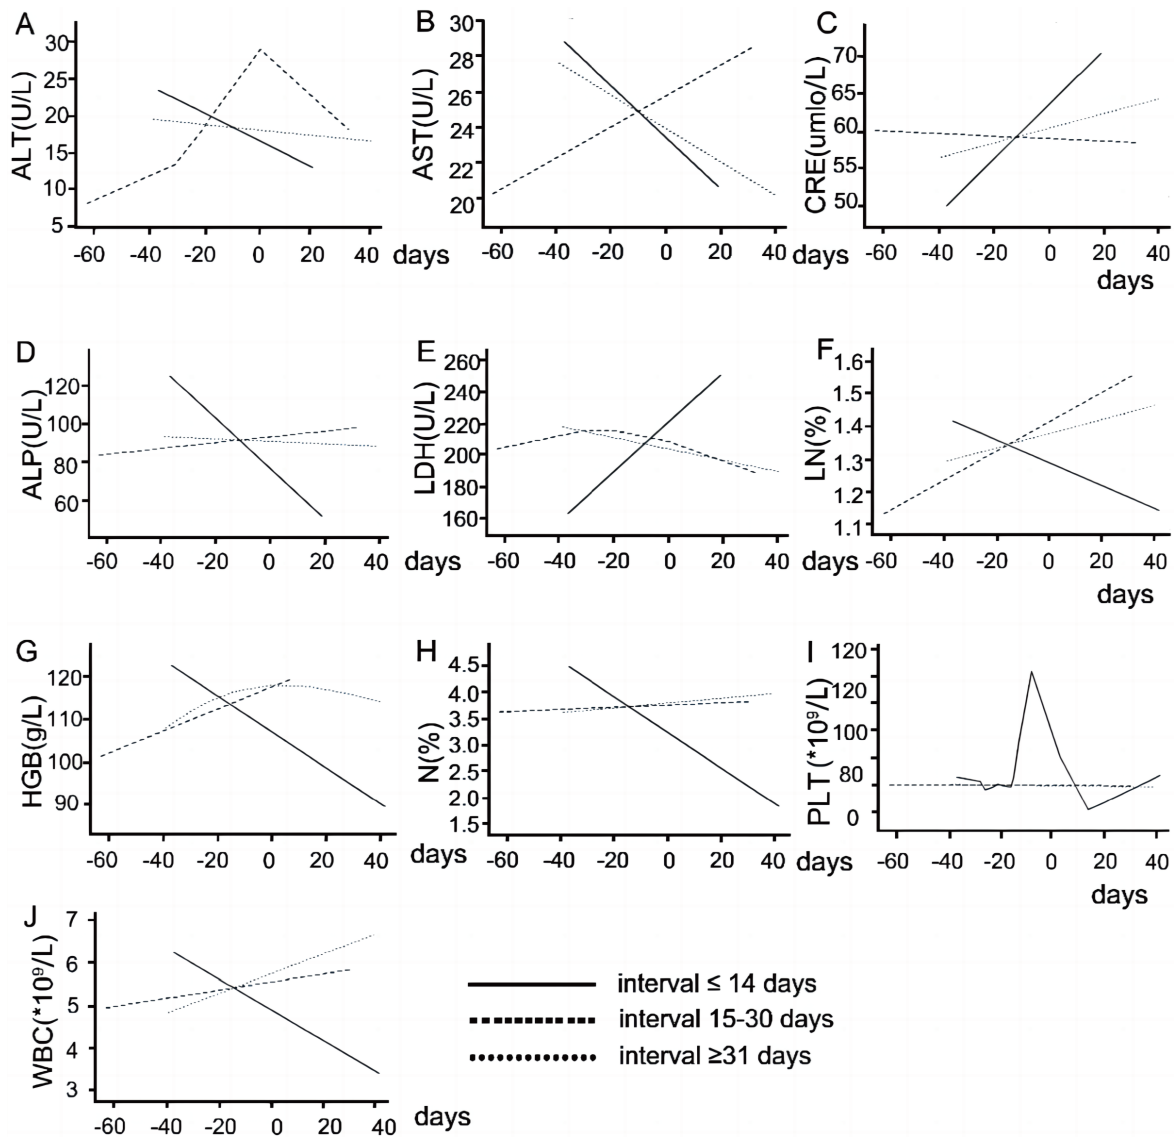 A
ALT(U/L)
30
25
20
15
10
5
-60 -40 -20 0 20 40 days
B
AST(U/L)
30
28
26
24
22
20
-60 -40 -20 0 20 40 days
C
CRE(umlo/L)
70
65
60
55
50
-60 -40 -20 0 20 40
days
D
ALP(U/L)
120
100
80
60
-60 -40 -20 0 20 40 days
E
LDH(U/L)
260
240
220
200
180
160
-60 -40 -20 0 20 40 days
F
LN(%)
1.6
1.5
1.4
1.3
1.2
1.1
-60 -40 -20 0 20 40
days
G
HGB(g/L)
120
110
100
90
-60 -40 -20 0 20 40 days
H
N(%)
4.5
4.0
3.5
3.0
2.5
2.0
1.5
-60 -40 -20 0 20 40 days
I
PLT(*10⁹/L)
120
120
100
80
0
-60 -40 -20 0 20 40
days
J
WBC(*10⁹/L)
7
6
5
4
3
-60 -40 -20 0 20 40 days
interval ≤ 14 days
interval 15-30 days
interval ≥31 days